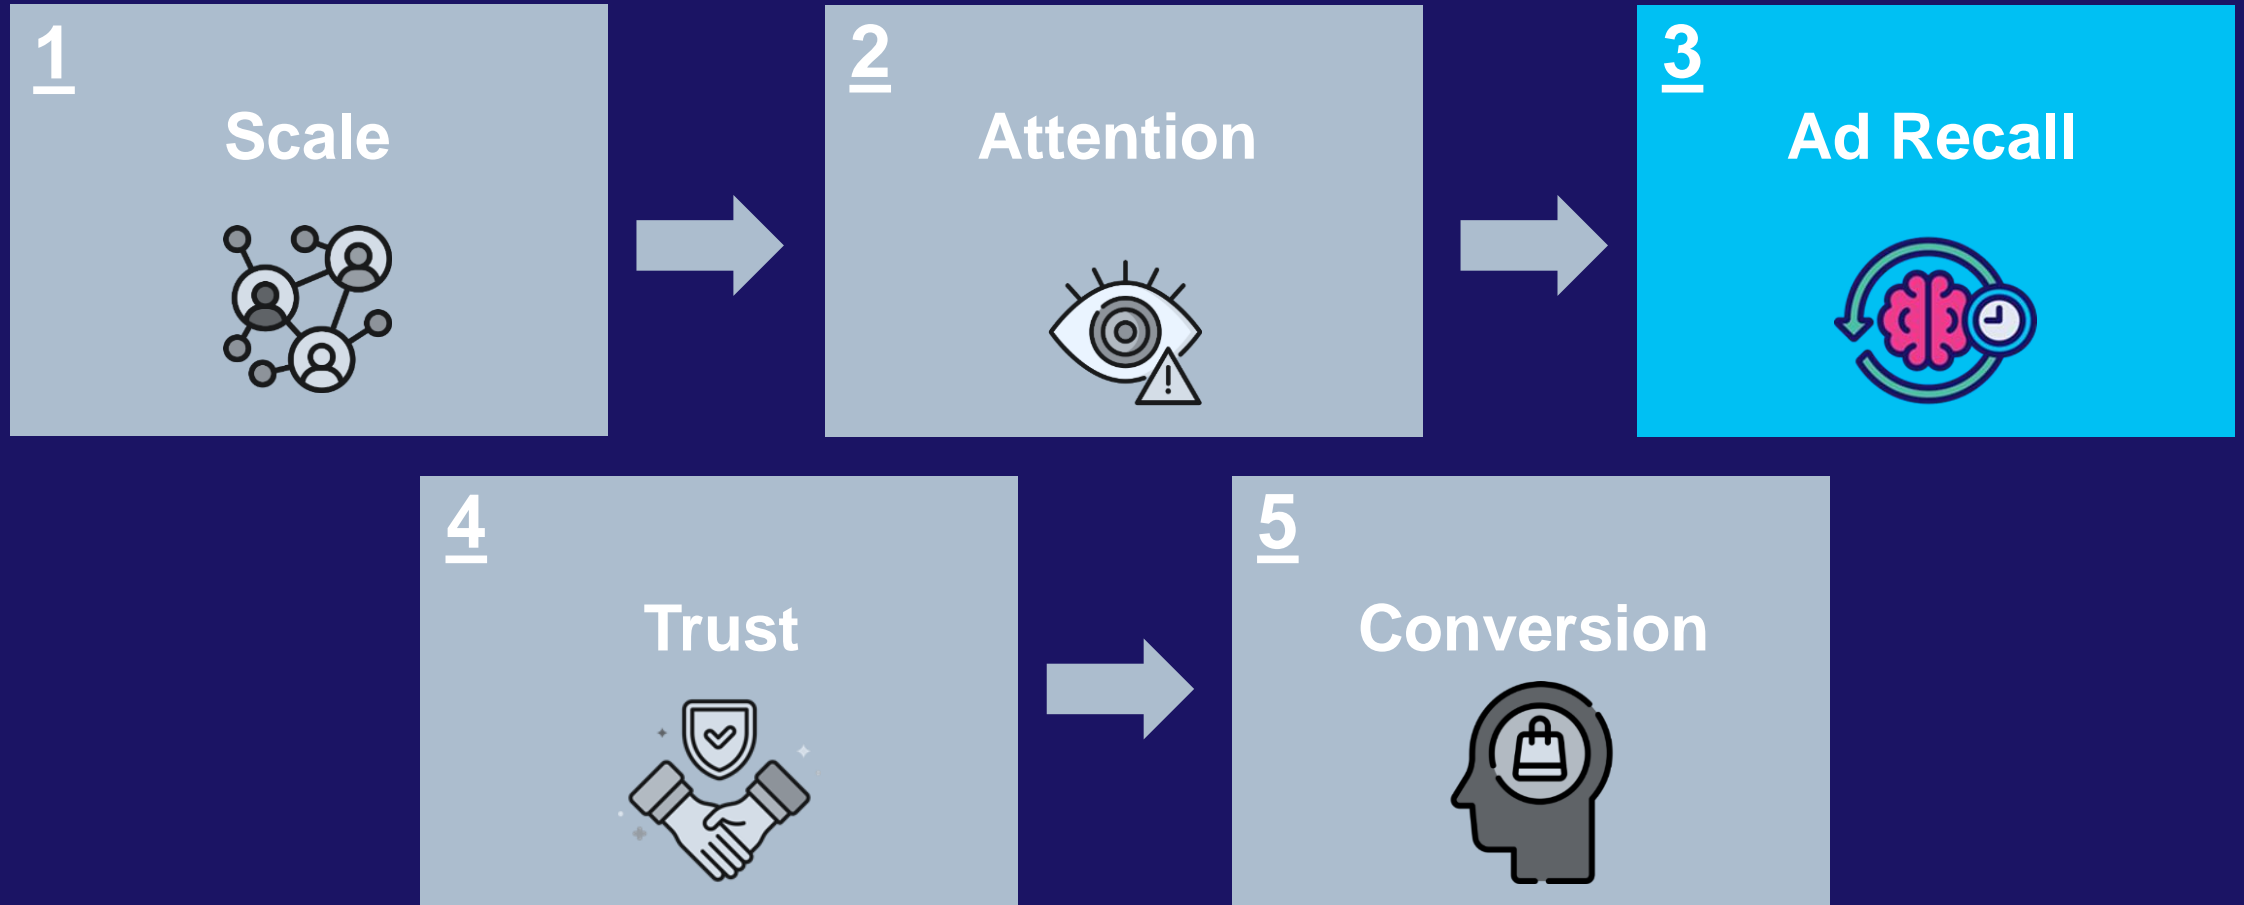 1
Scale
2
Attention
3
Ad Recall
4
Trust
5
Conversion